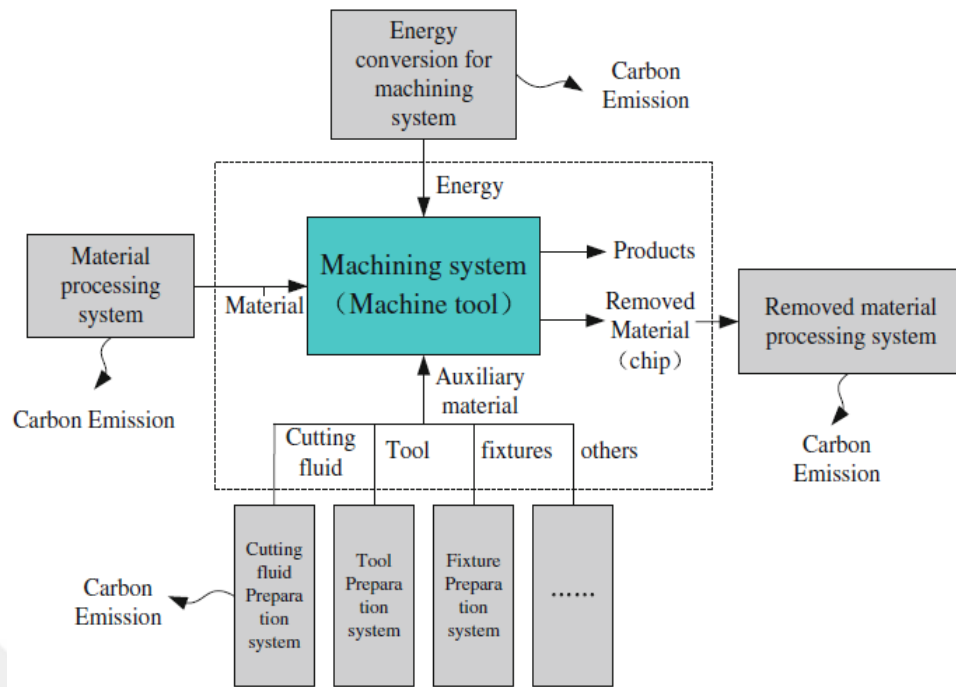 Energy
conversion for
machining
system
Carbon
Emission
Energy
Material
processing
system
Material
Machining system
（Machine tool）
Products
Removed
Material
（chip）
Removed material
processing system
Carbon Emission
Auxiliary
material
Carbon
Emission
Cutting
fluid
Tool
fixtures
others
Cutting
fluid
Prepara
tion
system
Tool
Prepara
tion
system
Fixture
Prepara
tion
system
……
Carbon
Emission